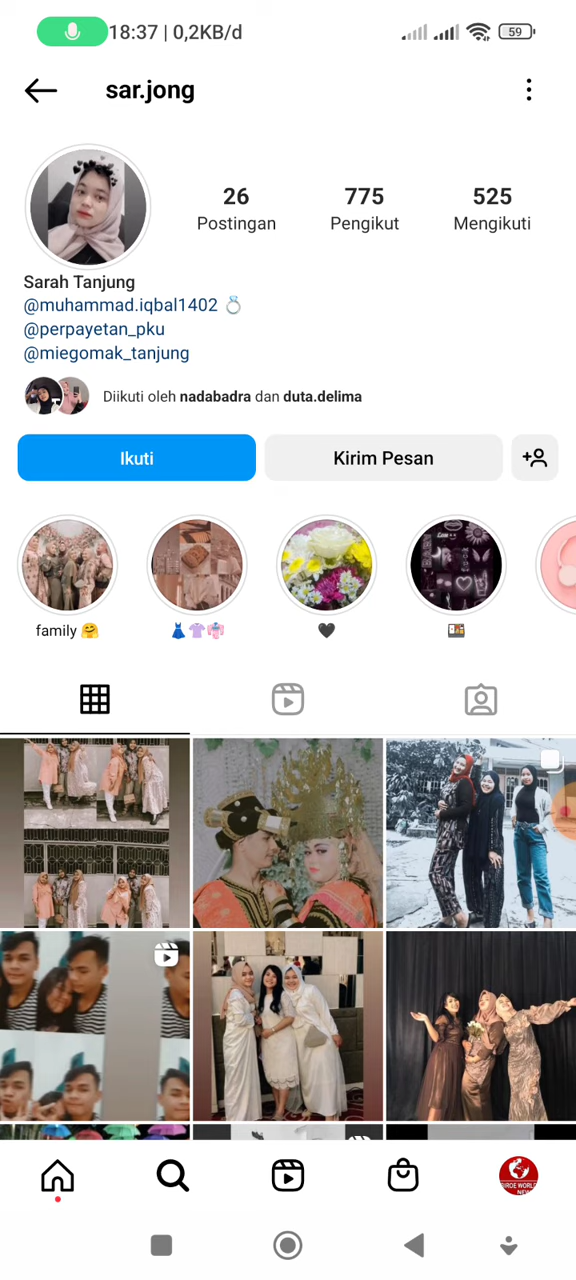 18:37 | 0,2KB/d
59
sar.jong
26
Postingan
775
Pengikut
525
Mengikuti
Sarah Tanjung
@muhammad.iqbal1402 💍
@perpayetan_pku
@miegomak_tanjung
Diikuti oleh nadabadra dan duta.delima
Ikuti
Kirim Pesan
family 🤗
👗👚👘
🖤
🍱